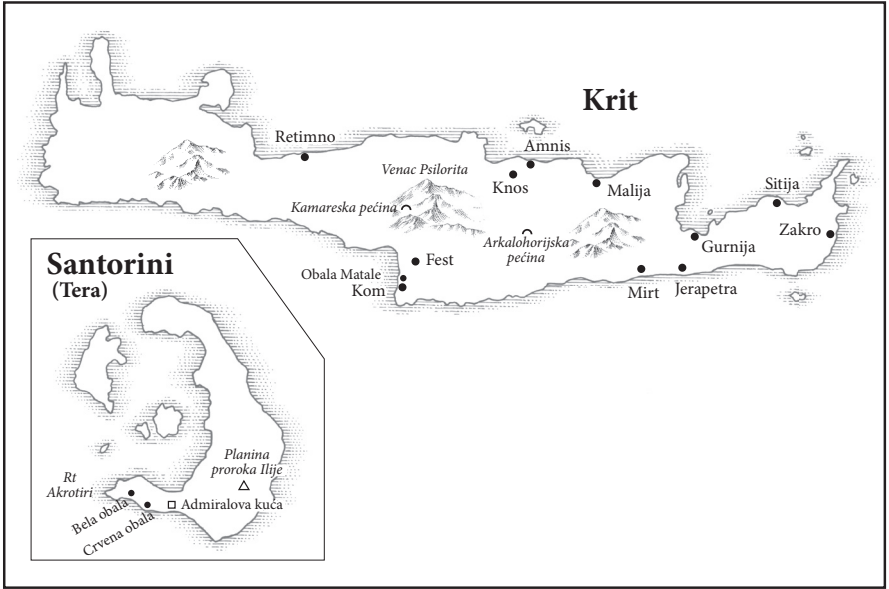 Krit
Retimno
Amnis
Venac Psilorita
Knos
Malija
Sitija
Kamareska pećina
Arkalohorijska
pećina
Zakro
Gurnija
Fest
Obala Matale
Kom
Mirt
Jerapetra
Santorini
(Tera)
Planina
proroka Ilije
Rt
Akrotiri
Admiralova kuća
Bela obala
Crvena obala